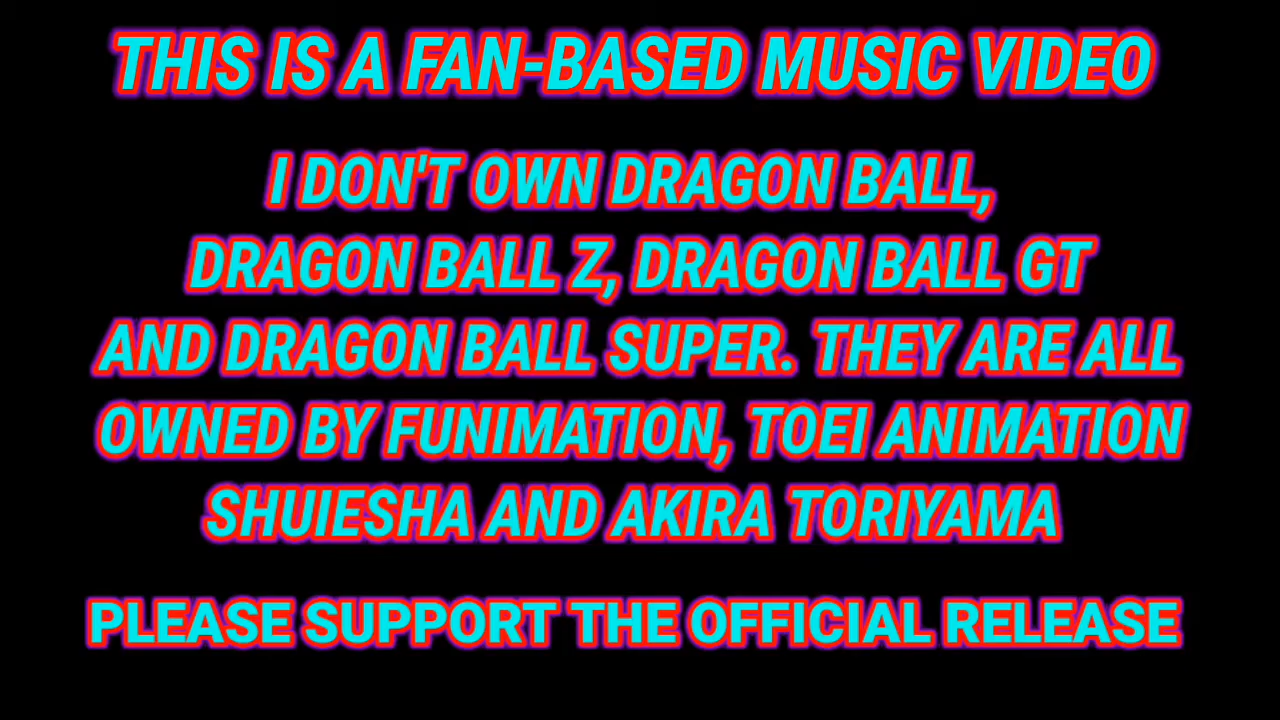 THIS IS A FAN-BASED MUSIC VIDEO
I DON'T OWN DRAGON BALL,
DRAGON BALL Z, DRAGON BALL GT
AND DRAGON BALL SUPER. THEY ARE ALL
OWNED BY FUNIMATION, TOEI ANIMATION
SHUIESHA AND AKIRA TORIYAMA
PLEASE SUPPORT THE OFFICIAL RELEASE